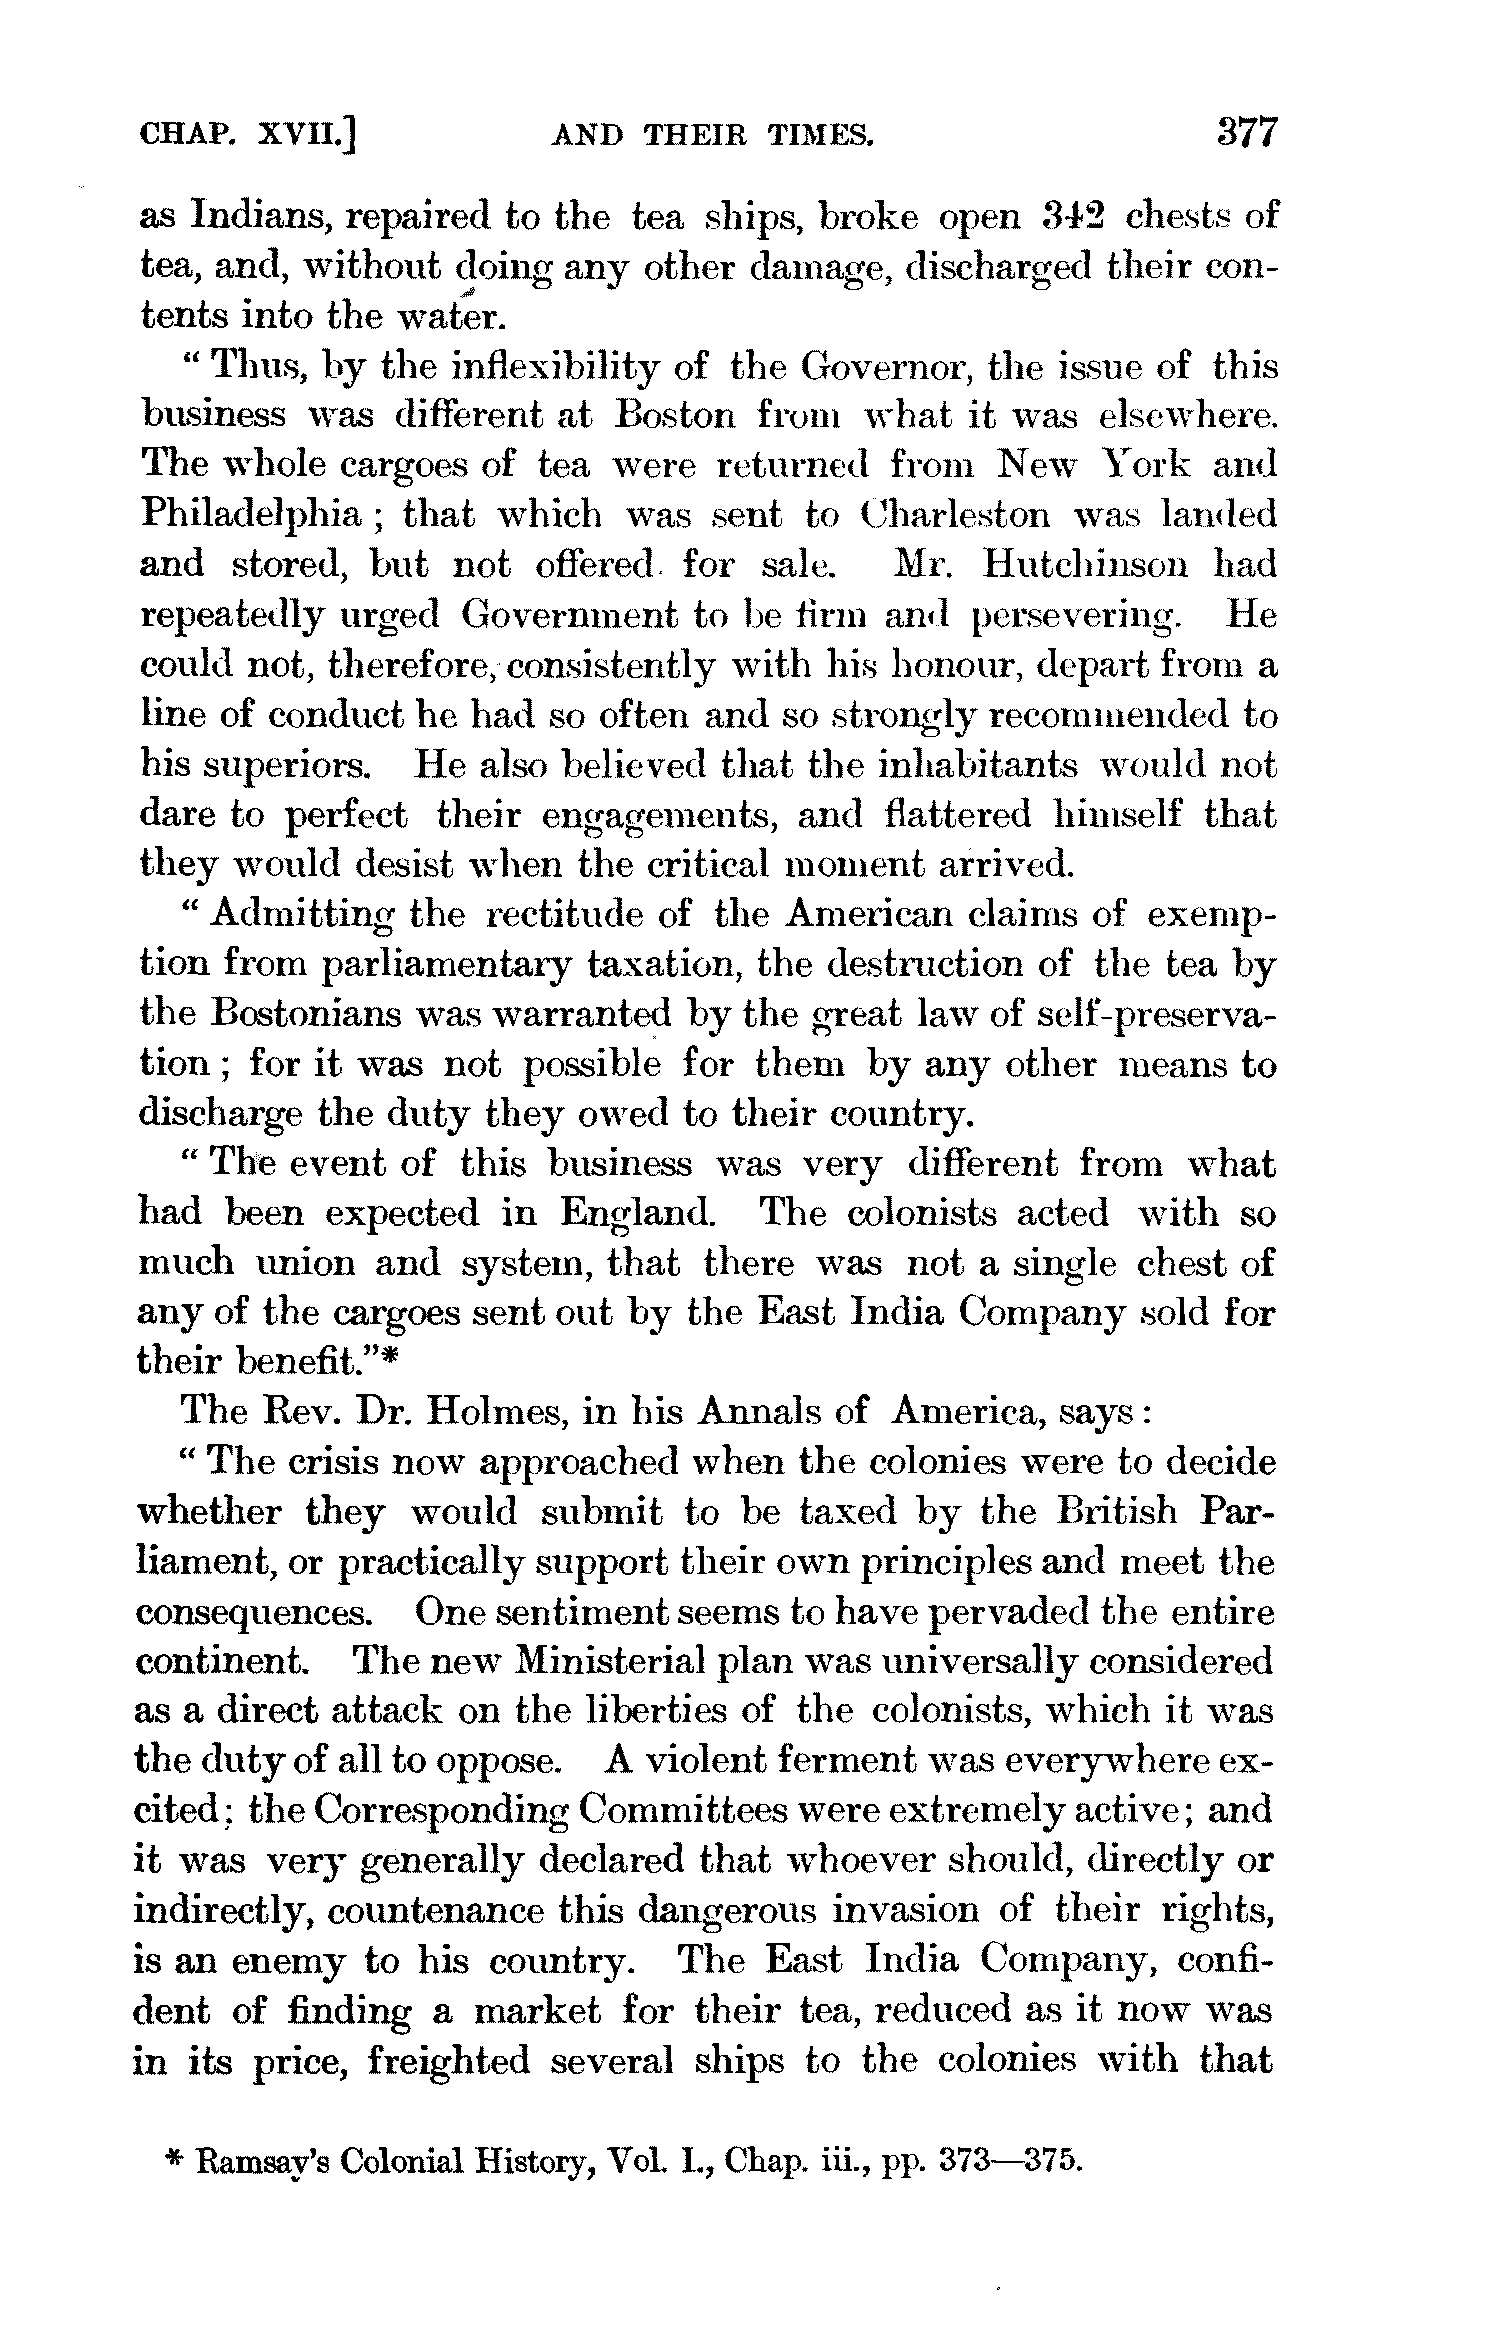 CHAP. XVII.] AND THEIR TIMES. 377
as Indians, repaired to the tea ships, broke open 342 chests of
tea, and, without doing any other damage, discharged their con-
tents into the water.
" Thus, by the inflexibility of the Governor, the issue of this
business was different at Boston from what it was elsewhere.
The whole cargoes of tea were returned from New York and
Philadelphia ; that which was sent to Charleston was landed
and stored, but not offered for sale. Mr. Hutchinson had
repeatedly urged Government to be firm and persevering. He
could not, therefore, consistently with his honour, depart from a
line of conduct he had so often and so strongly recommended to
his superiors. He also believed that the inhabitants would not
dare to perfect their engagements, and flattered himself that
they would desist when the critical moment arrived.
" Admitting the rectitude of the American claims of exemp-
tion from parliamentary taxation, the destruction of the tea by
the Bostonians was warranted by the great law of self-preserva-
tion ; for it was not possible for them by any other means to
discharge the duty they owed to their country.
" The event of this business was very different from what
had been expected in England. The colonists acted with so
much union and system, that there was not a single chest of
any of the cargoes sent out by the East India Company sold for
their benefit."*
The Rev. Dr. Holmes, in his Annals of America, says :
" The crisis now approached when the colonies were to decide
whether they would submit to be taxed by the British Par-
liament, or practically support their own principles and meet the
consequences. One sentiment seems to have pervaded the entire
continent. The new Ministerial plan was universally considered
as a direct attack on the liberties of the colonists, which it was
the duty of all to oppose. A violent ferment was everywhere ex-
cited; the Corresponding Committees were extremely active; and
it was very generally declared that whoever should, directly or
indirectly, countenance this dangerous invasion of their rights,
is an enemy to his country. The East India Company, confi-
dent of finding a market for their tea, reduced as it now was
in its price, freighted several ships to the colonies with that
* Ramsay's Colonial History, Vol. I., Chap. iii., pp. 373—375.